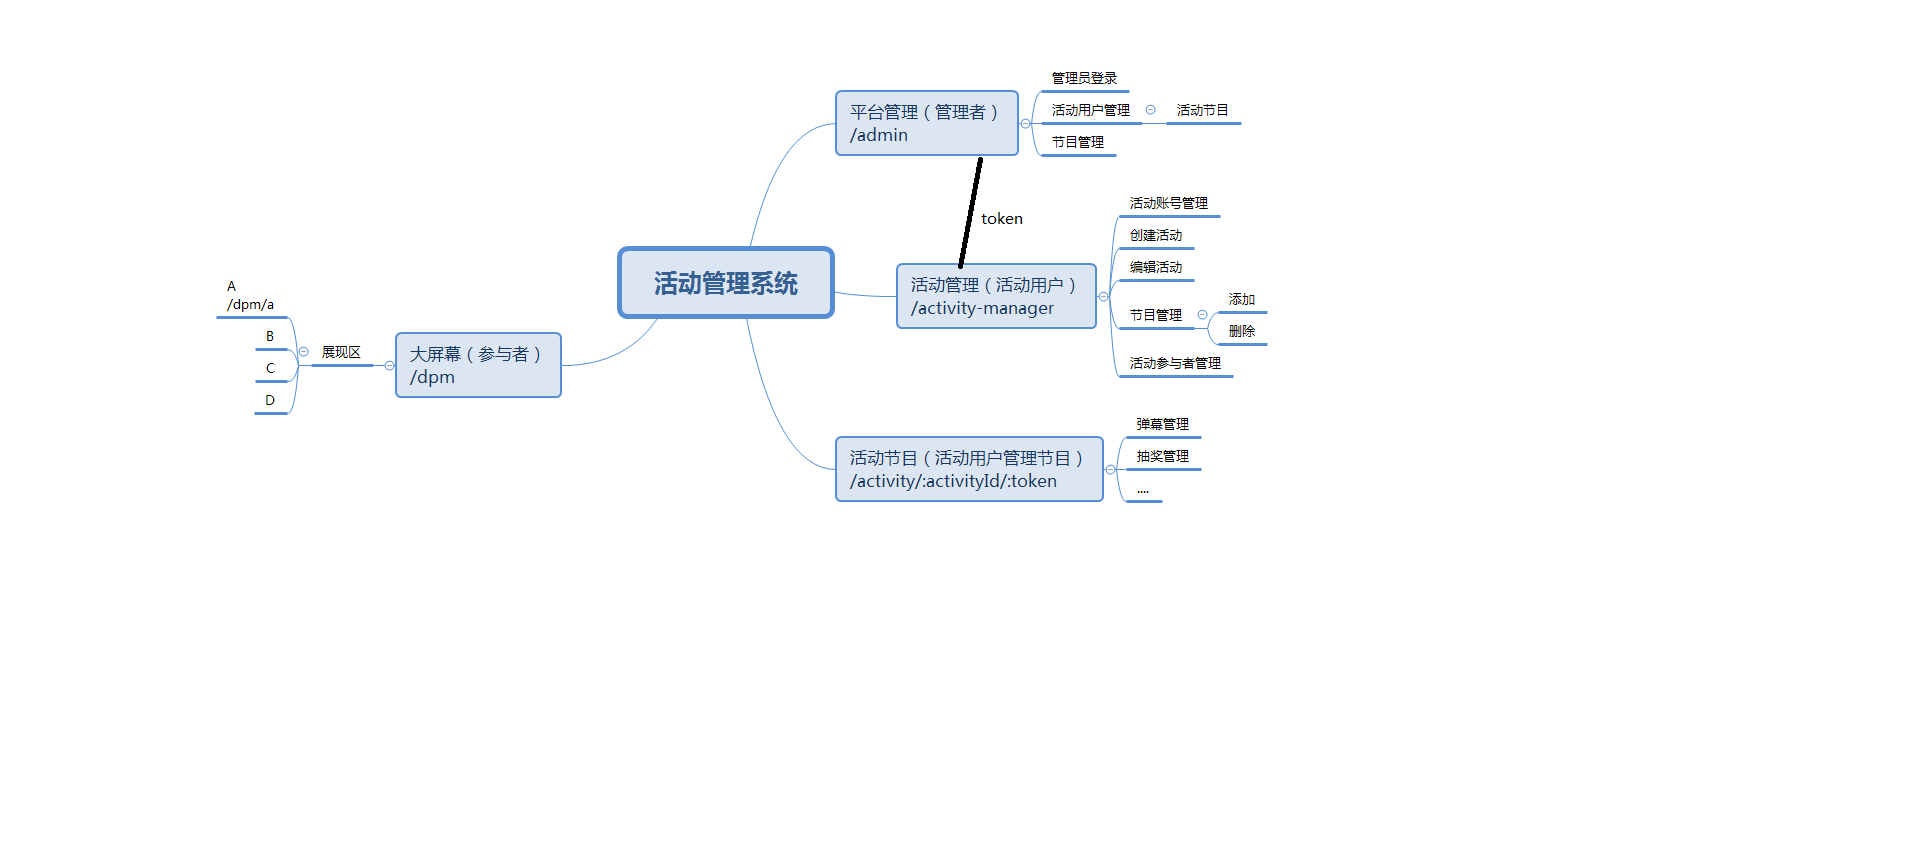 管理员登录
平台管理（管理者）
/admin
活动用户管理
活动节目
节目管理
token
活动账号管理
创建活动
编辑活动
活动管理（活动用户）
/activity-manager
节目管理
添加
删除
活动参与者管理
活动管理系统
A
/dpm/a
B
C
D
展现区
大屏幕（参与者）
/dpm
活动节目（活动用户管理节目）
/activity/:activityId/:token
弹幕管理
抽奖管理
....